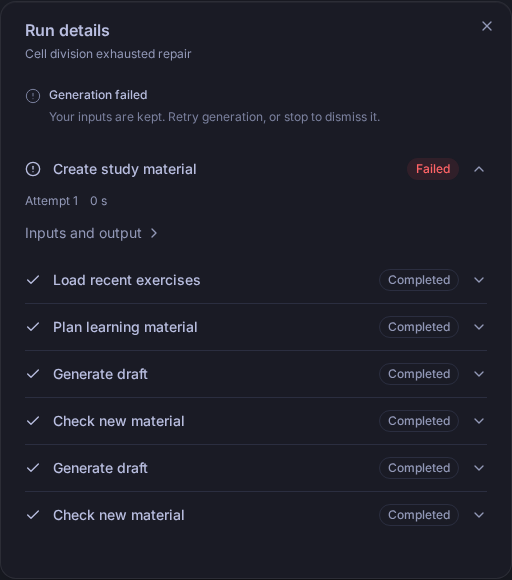 Run details
Cell division exhausted repair
Generation failed
Your inputs are kept. Retry generation, or stop to dismiss it.
Create study material Failed
Attempt 1 0 s
Inputs and output
Load recent exercises Completed
Plan learning material Completed
Generate draft Completed
Check new material Completed
Generate draft Completed
Check new material Completed